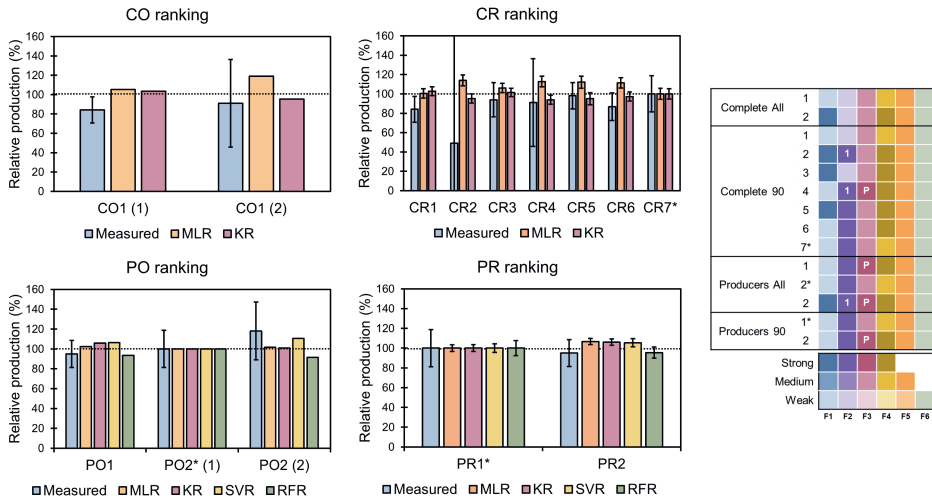 CO ranking
Relative production (%)
160
140
120
100
80
60
40
20
0
CO1 (1)
CO1 (2)
Measured MLR KR
CR ranking
Relative production (%)
160
140
120
100
80
60
40
20
0
CR1 CR2 CR3 CR4 CR5 CR6 CR7*
Measured MLR KR
PO ranking
Relative production (%)
160
140
120
100
80
60
40
20
0
PO1 PO2* (1) PO2 (2)
Measured MLR KR SVR RFR
PR ranking
Relative production (%)
160
140
120
100
80
60
40
20
0
PR1* PR2
Measured MLR KR SVR RFR
Complete All
1
2
Complete 90
1
2 1
3
4 1 P
5
6
7*
Producers All
1 P
2*
2 1 P
Producers 90
1*
2 P
Strong
Medium
Weak
F1 F2 F3 F4 F5 F6